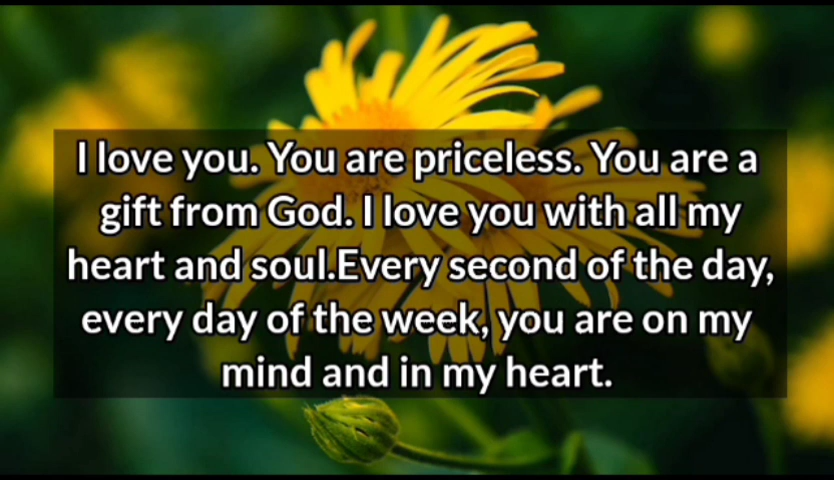 I love you. You are priceless. You are a
gift from God. I love you with all my
heart and soul.Every second of the day,
every day of the week, you are on my
mind and in my heart.